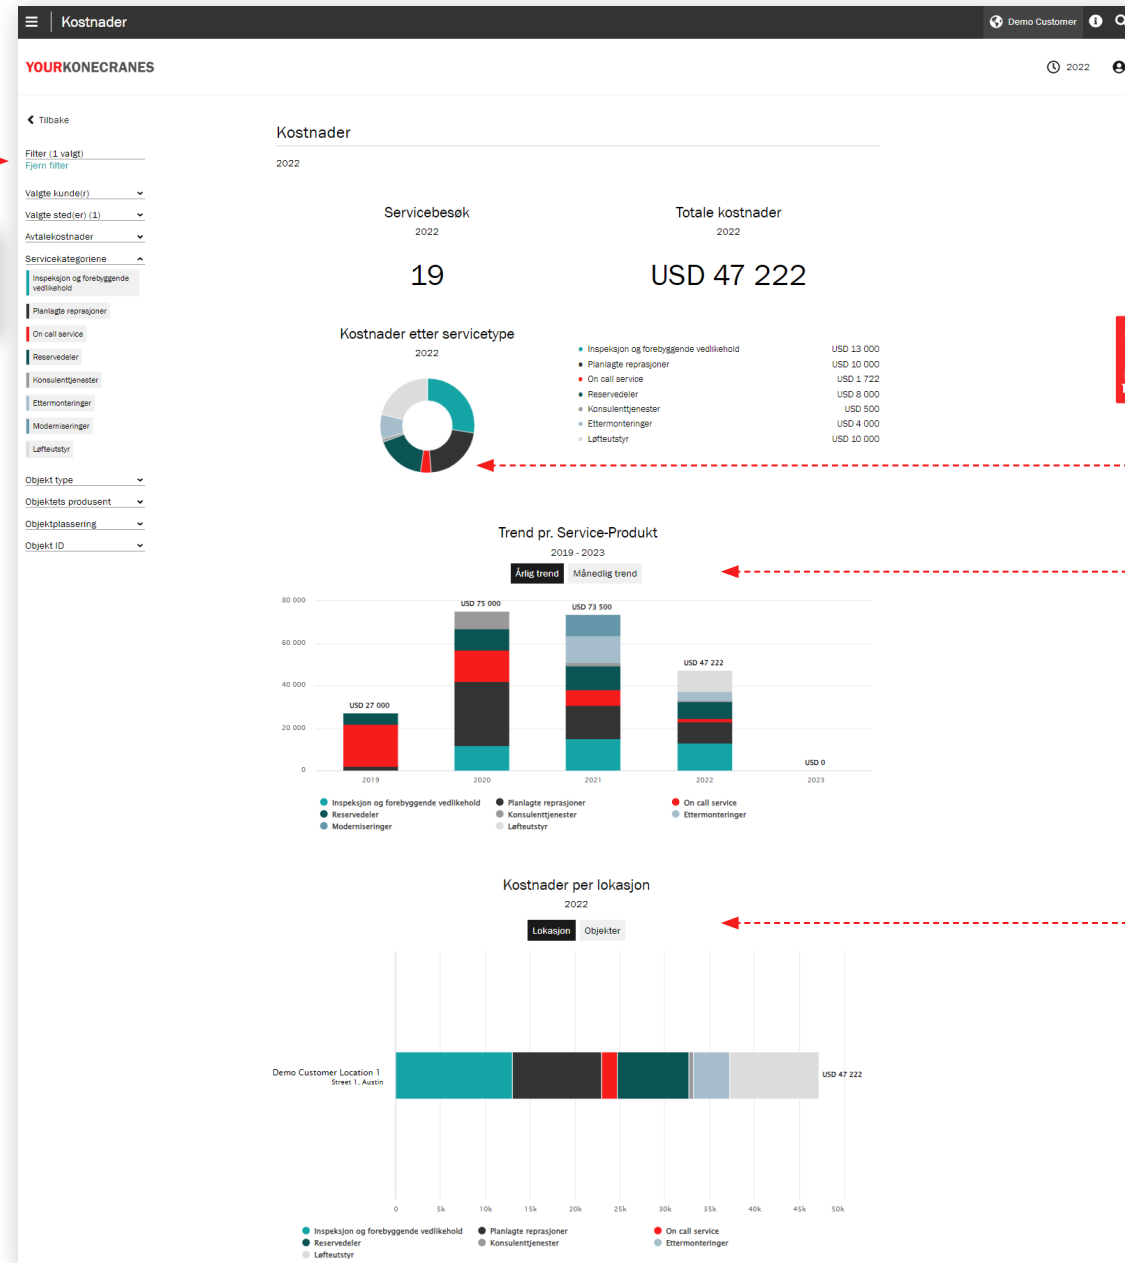 Kostnader
Demo Customer
YOURKONECRANES
2022
Tilbake
Filter (1 valgt)
Fjern filter
Valgte kunde(r)
Valgte sted(er) (1)
Avtalekostnader
Servicekategoriene
Inspeksjon og forebyggende
vedlikehold
Planlagte reprasjoner
On call service
Reservedeler
Konsulenttjenester
Ettermonteringer
Moderniseringer
Løfteutstyr
Objekt type
Objektets produsent
Objektplassering
Objekt ID
Kostnader
2022
Servicebesøk
2022
19
Totale kostnader
2022
USD 47 222
Kostnader etter servicetype
2022
Inspeksjon og forebyggende vedlikehold USD 13 000
Planlagte reprasjoner USD 10 000
On call service USD 1 722
Reservedeler USD 8 000
Konsulenttjenester USD 500
Ettermonteringer USD 4 000
Løfteutstyr USD 10 000
Trend pr. Service-Produkt
2019 - 2023
Årlig trend Månedlig trend
80 000
60 000
40 000
20 000
0
USD 27 000
USD 75 000
USD 73 500
USD 47 222
USD 0
2019 2020 2021 2022 2023
Inspeksjon og forebyggende vedlikehold Planlagte reprasjoner On call service
Reservedeler Konsulenttjenester Ettermonteringer
Moderniseringer Løfteutstyr
Kostnader per lokasjon
2022
Lokasjon Objekter
Demo Customer Location 1
Street 1, Austin
USD 47 222
0 5k 10k 15k 20k 25k 30k 35k 40k 45k 50k
Inspeksjon og forebyggende vedlikehold Planlagte reprasjoner On call service
Reservedeler Konsulenttjenester Ettermonteringer
Løfteutstyr